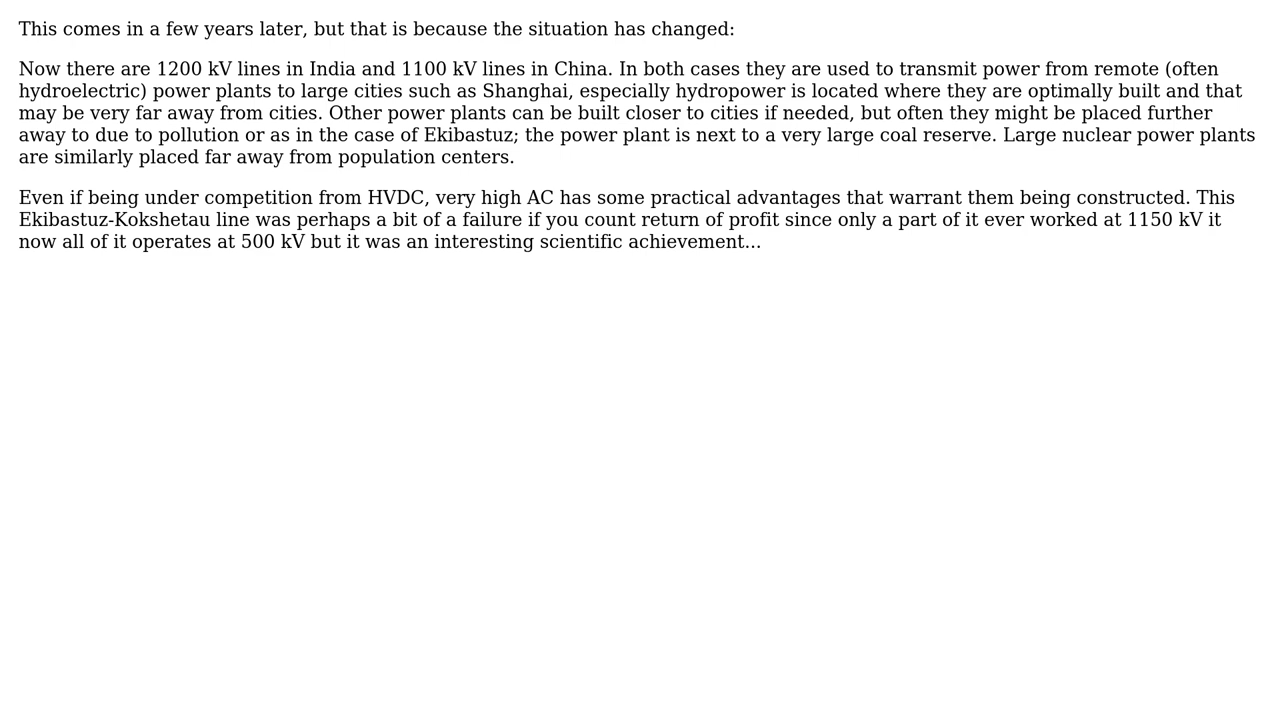 This comes in a few years later, but that is because the situation has changed:
Now there are 1200 kV lines in India and 1100 kV lines in China. In both cases they are used to transmit power from remote (often
hydroelectric) power plants to large cities such as Shanghai, especially hydropower is located where they are optimally built and that
may be very far away from cities. Other power plants can be built closer to cities if needed, but often they might be placed further
away to due to pollution or as in the case of Ekibastuz; the power plant is next to a very large coal reserve. Large nuclear power plants
are similarly placed far away from population centers.
Even if being under competition from HVDC, very high AC has some practical advantages that warrant them being constructed. This
Ekibastuz-Kokshetau line was perhaps a bit of a failure if you count return of profit since only a part of it ever worked at 1150 kV it
now all of it operates at 500 kV but it was an interesting scientific achievement...